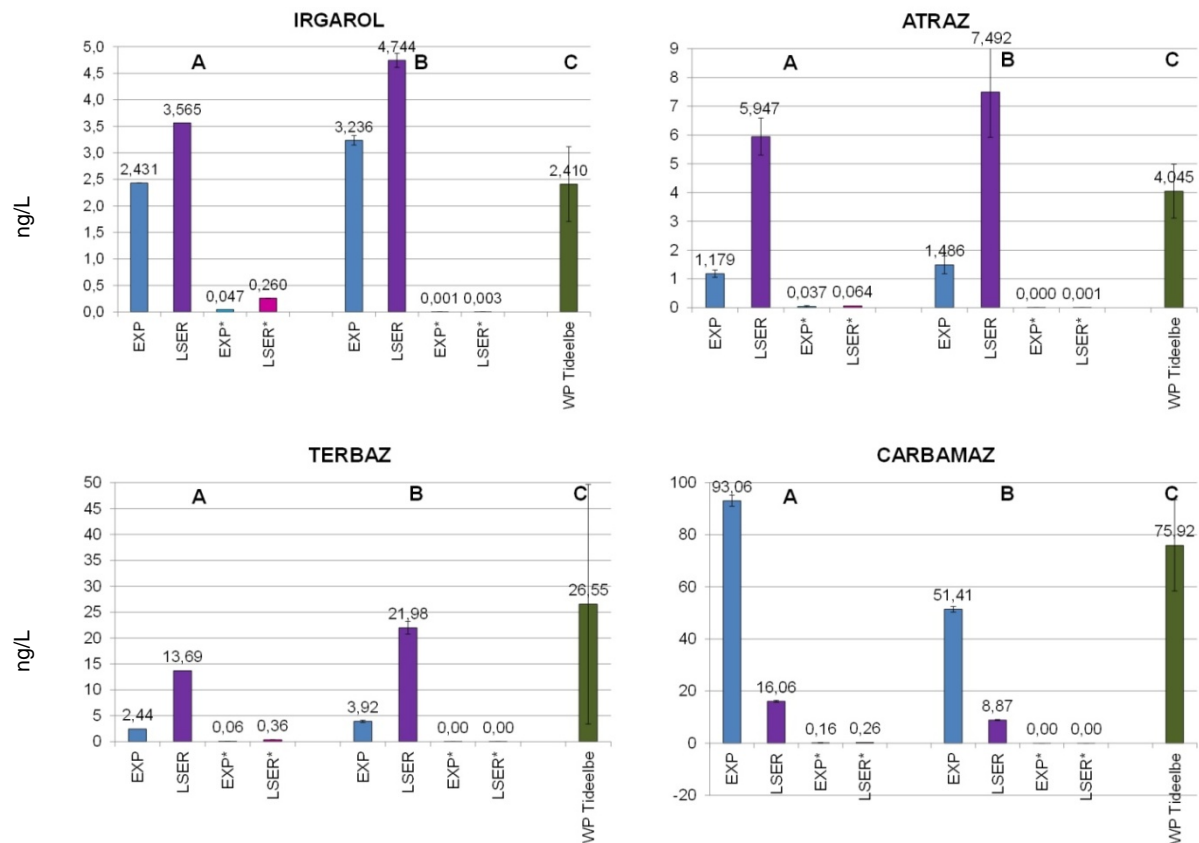 IRGAROL
ng/L
5,0
4,5
4,0
3,5
3,0
2,5
2,0
1,5
1,0
0,5
0,0
A
B
C
2,431
3,565
0,047
0,260
3,236
4,744
0,001
0,003
2,410
EXP
LSER
EXP*
LSER*
EXP
LSER
EXP*
LSER*
WP Tideelbe
ATRAZ
9
8
7
6
5
4
3
2
1
0
A
B
C
1,179
5,947
0,037
0,064
1,486
7,492
0,000
0,001
4,045
EXP
LSER
EXP*
LSER*
EXP
LSER
EXP*
LSER*
WP Tideelbe
TERBAZ
ng/L
50
45
40
35
30
25
20
15
10
5
0
A
B
C
2,44
13,69
0,06
0,36
3,92
21,98
0,00
0,00
26,55
EXP
LSER
EXP*
LSER*
EXP
LSER
EXP*
LSER*
WP Tideelbe
CARBAMAZ
100
80
60
40
20
0
-20
A
B
C
93,06
16,06
0,16
0,26
51,41
8,87
0,00
0,00
75,92
EXP
LSER
EXP*
LSER*
EXP
LSER
EXP*
LSER*
WP Tideelbe